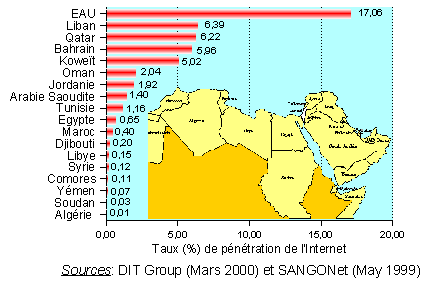 EAU 17,06
Liban 6,39
Qatar 6,22
Bahrain 5,96
Koweït 5,02
Oman 2,04
Jordanie 1,92
Arabie Saoudite 1,40
Tunisie 1,16
Egypte 0,65
Maroc 0,40
Djibouti 0,20
Libye 0,15
Syrie 0,12
Comores 0,11
Yémen 0,07
Soudan 0,03
Algérie 0,01
0,00 5,00 10,00 15,00 20,00
Taux (%) de pénétration de l'Internet
Sources: DIT Group (Mars 2000) et SANGONet (May 1999)